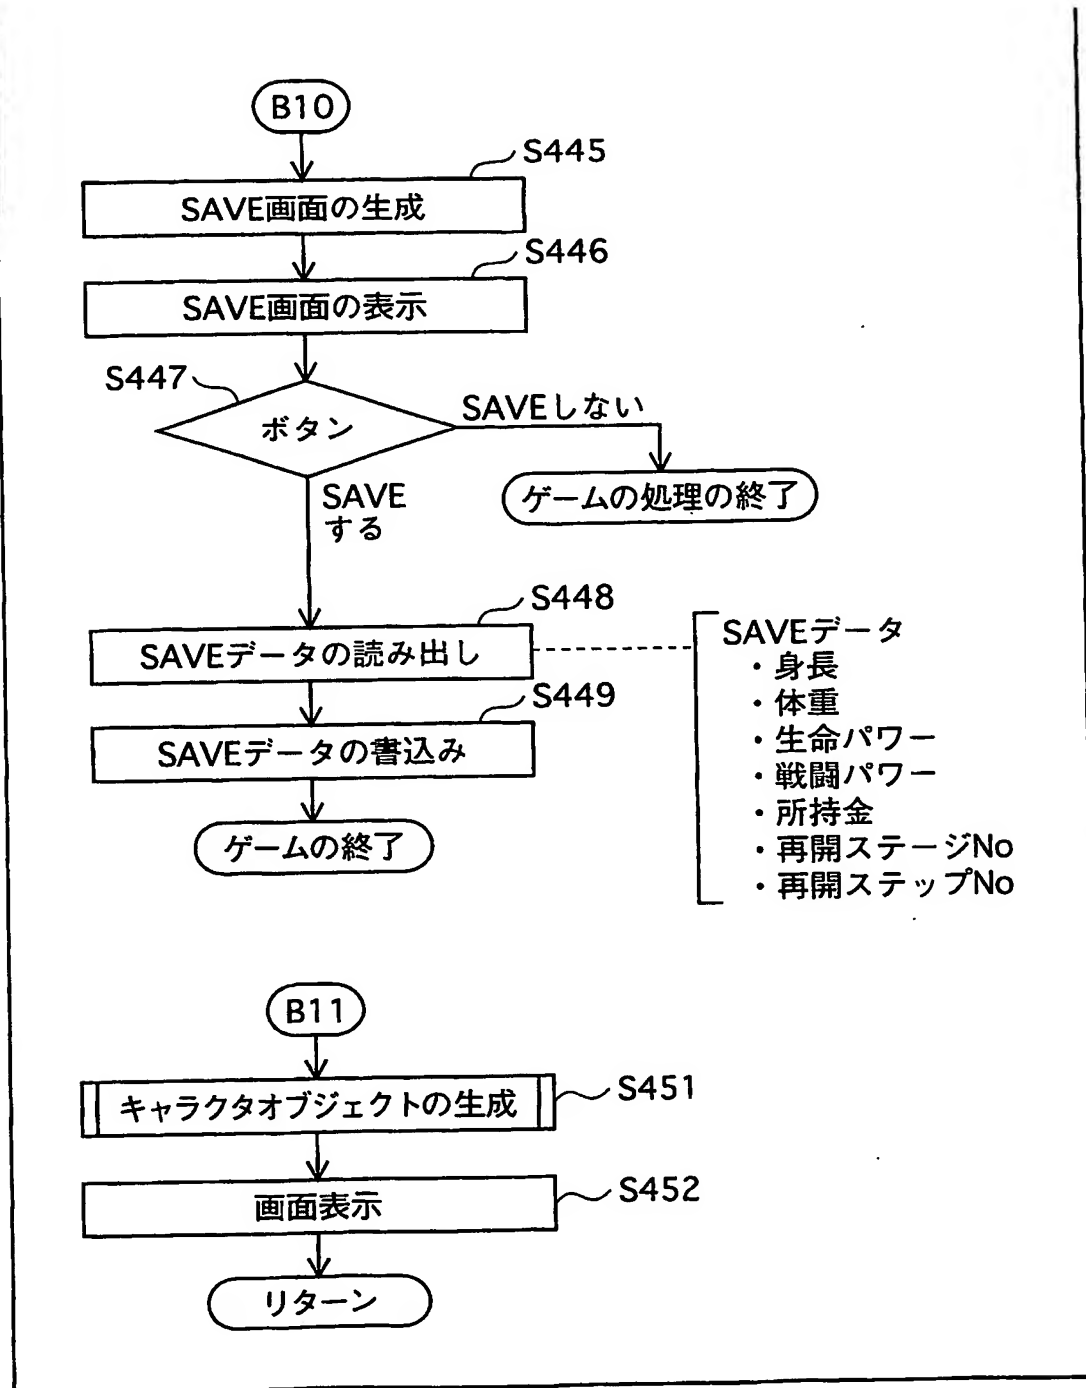 B10
S445
SAVE画面の生成
S446
SAVE画面の表示
S447
ボタン
SAVEしない
ゲームの処理の終了
SAVE
する
S448
SAVEデータの読み出し
S449
SAVEデータの書込み
ゲームの終了
SAVEデータ
・身長
・体重
・生命パワー
・戦闘パワー
・所持金
・再開ステージNo
・再開ステップNo
B11
キャラクタオブジェクトの生成
S451
画面表示
S452
リターン